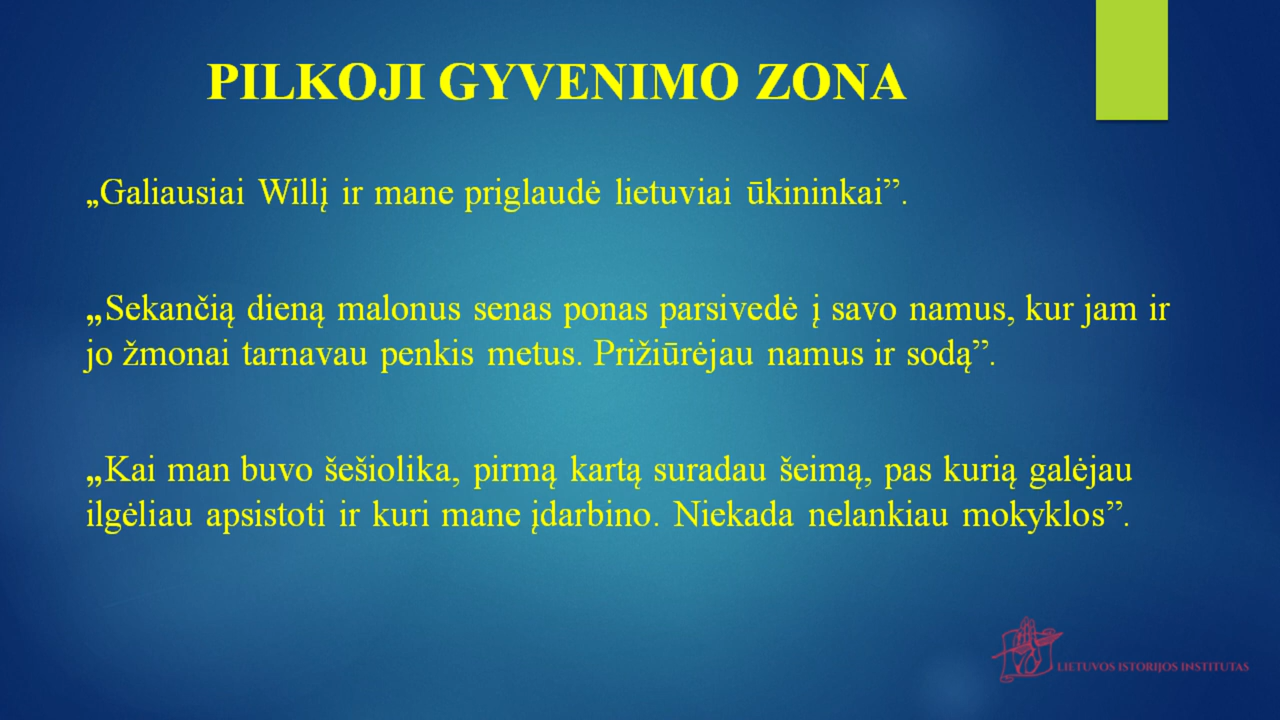 PILKOJI GYVENIMO ZONA
„Galiausiai Willį ir mane priglaudė lietuviai ūkininkai”.
„Sekančią dieną malonus senas ponas parsivedė į savo namus, kur jam ir
jo žmonai tarnavau penkis metus. Prižiūrėjau namus ir sodą”.
„Kai man buvo šešiolika, pirmą kartą suradau šeimą, pas kurią galėjau
ilgėliau apsistoti ir kuri mane įdarbino. Niekada nelankiau mokyklos”.
LIETUVOS ISTORIJOS INSTITUTAS